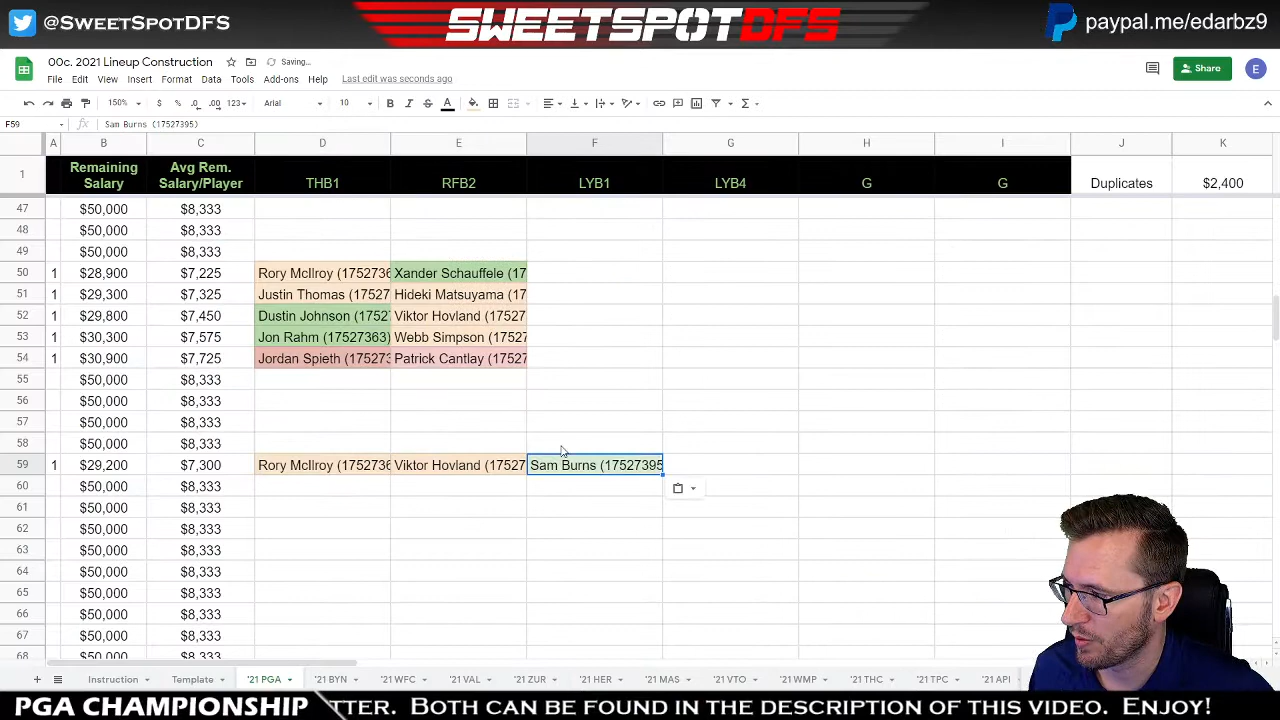 @SWEETSPOTDFS
SWEETSPOTDFS
paypal.me/edarbz9
00c. 2021 Lineup Construction
Saving...
File Edit View Insert Format Data Tools Add-ons Help Last edit was seconds ago
Share
E
150% $ % .0 .00 123 Arial 10 B I S A
F59 fx Sam Burns (17527395)
A B C D E F G H I J K
1 Remaining Salary Avg Rem. Salary/Player THB1 RFB2 LYB1 LYB4 G G Duplicates $2,400
47 $50,000 $8,333
48 $50,000 $8,333
49 $50,000 $8,333
50 1 $28,900 $7,225 Rory McIlroy (1752736 Xander Schauffele (17
51 1 $29,300 $7,325 Justin Thomas (17527 Hideki Matsuyama (17
52 1 $29,800 $7,450 Dustin Johnson (1752 Viktor Hovland (17527
53 1 $30,300 $7,575 Jon Rahm (17527363) Webb Simpson (17527
54 1 $30,900 $7,725 Jordan Spieth (175273 Patrick Cantlay (17527
55 $50,000 $8,333
56 $50,000 $8,333
57 $50,000 $8,333
58 $50,000 $8,333
59 1 $29,200 $7,300 Rory McIlroy (1752736 Viktor Hovland (17527 Sam Burns (17527395
60 $50,000 $8,333
61 $50,000 $8,333
62 $50,000 $8,333
63 $50,000 $8,333
64 $50,000 $8,333
65 $50,000 $8,333
66 $50,000 $8,333
67 $50,000 $8,333
68 $50,000 $8,333
Instruction Template '21 PGA '21 BYN '21 WFC '21 VAL '21 ZUR '21 HER '21 MAS '21 VTO '21 WMP '21 THC '21 TPC '21 API
PGA CHAMPIONSHIP TTER. BOTH CAN BE FOUND IN THE DESCRIPTION OF THIS VIDEO. ENJOY!